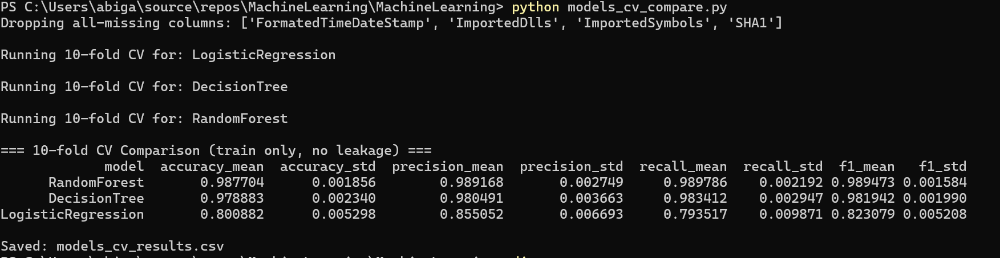 PS C:\Users\abiga\source\repos\MachineLearning\MachineLearning> python models_cv_compare.py
Dropping all-missing columns: ['FormatedTimeDateStamp', 'ImportedDlls', 'ImportedSymbols', 'SHA1']
Running 10-fold CV for: LogisticRegression
Running 10-fold CV for: DecisionTree
Running 10-fold CV for: RandomForest
=== 10-fold CV Comparison (train only, no leakage) ===
model accuracy_mean accuracy_std precision_mean precision_std recall_mean recall_std f1_mean f1_std
RandomForest 0.987704 0.001856 0.989168 0.002749 0.989786 0.002192 0.989473 0.001584
DecisionTree 0.978883 0.002340 0.980491 0.003663 0.983412 0.002947 0.981942 0.001990
LogisticRegression 0.800882 0.005298 0.855052 0.006693 0.793517 0.009871 0.823079 0.005208
Saved: models_cv_results.csv